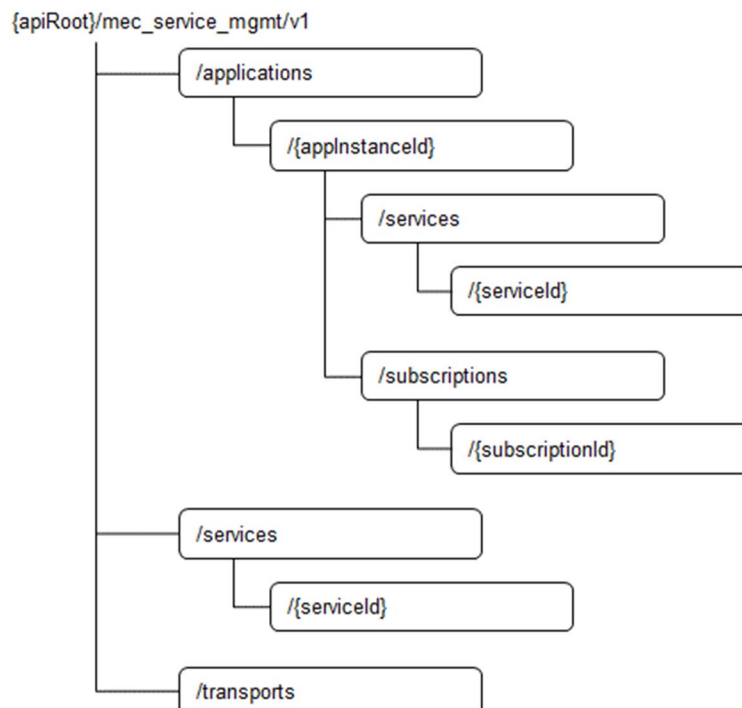 {apiRoot}/mec_service_mgmt/v1
/applications
/{appInstanceId}
/services
/{serviceId}
/subscriptions
/{subscriptionId}
/services
/{serviceId}
/transports